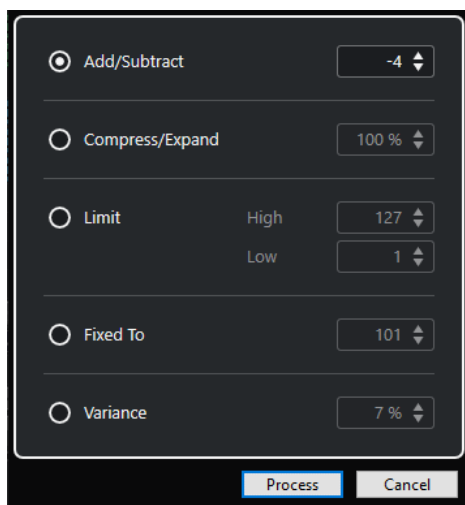 Add/Subtract -4
Compress/Expand 100 %
Limit High 127
Low 1
Fixed To 101
Variance 7 %
Process Cancel